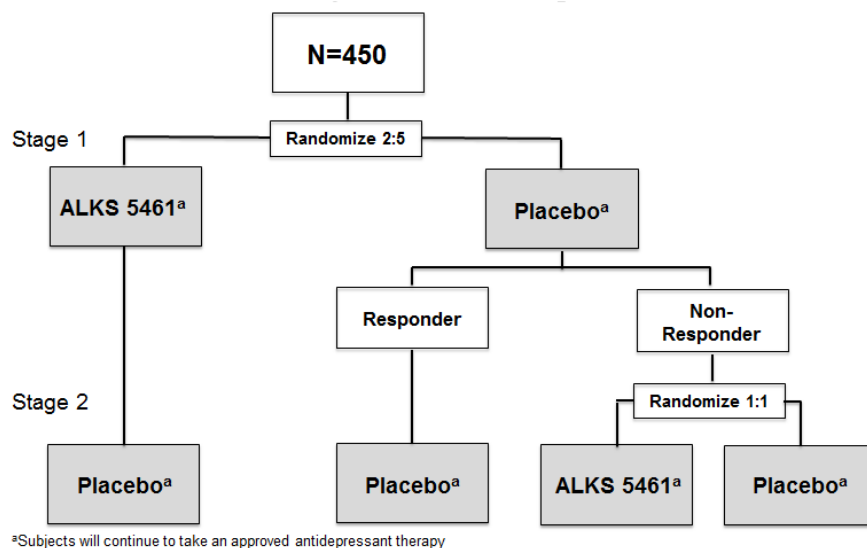 N=450
Stage 1
Randomize 2:5
ALKS 5461ᵃ
Placeboᵃ
Responder
Non-
Responder
Stage 2
Randomize 1:1
Placeboᵃ
Placeboᵃ
ALKS 5461ᵃ
Placeboᵃ
ᵃSubjects will continue to take an approved antidepressant therapy